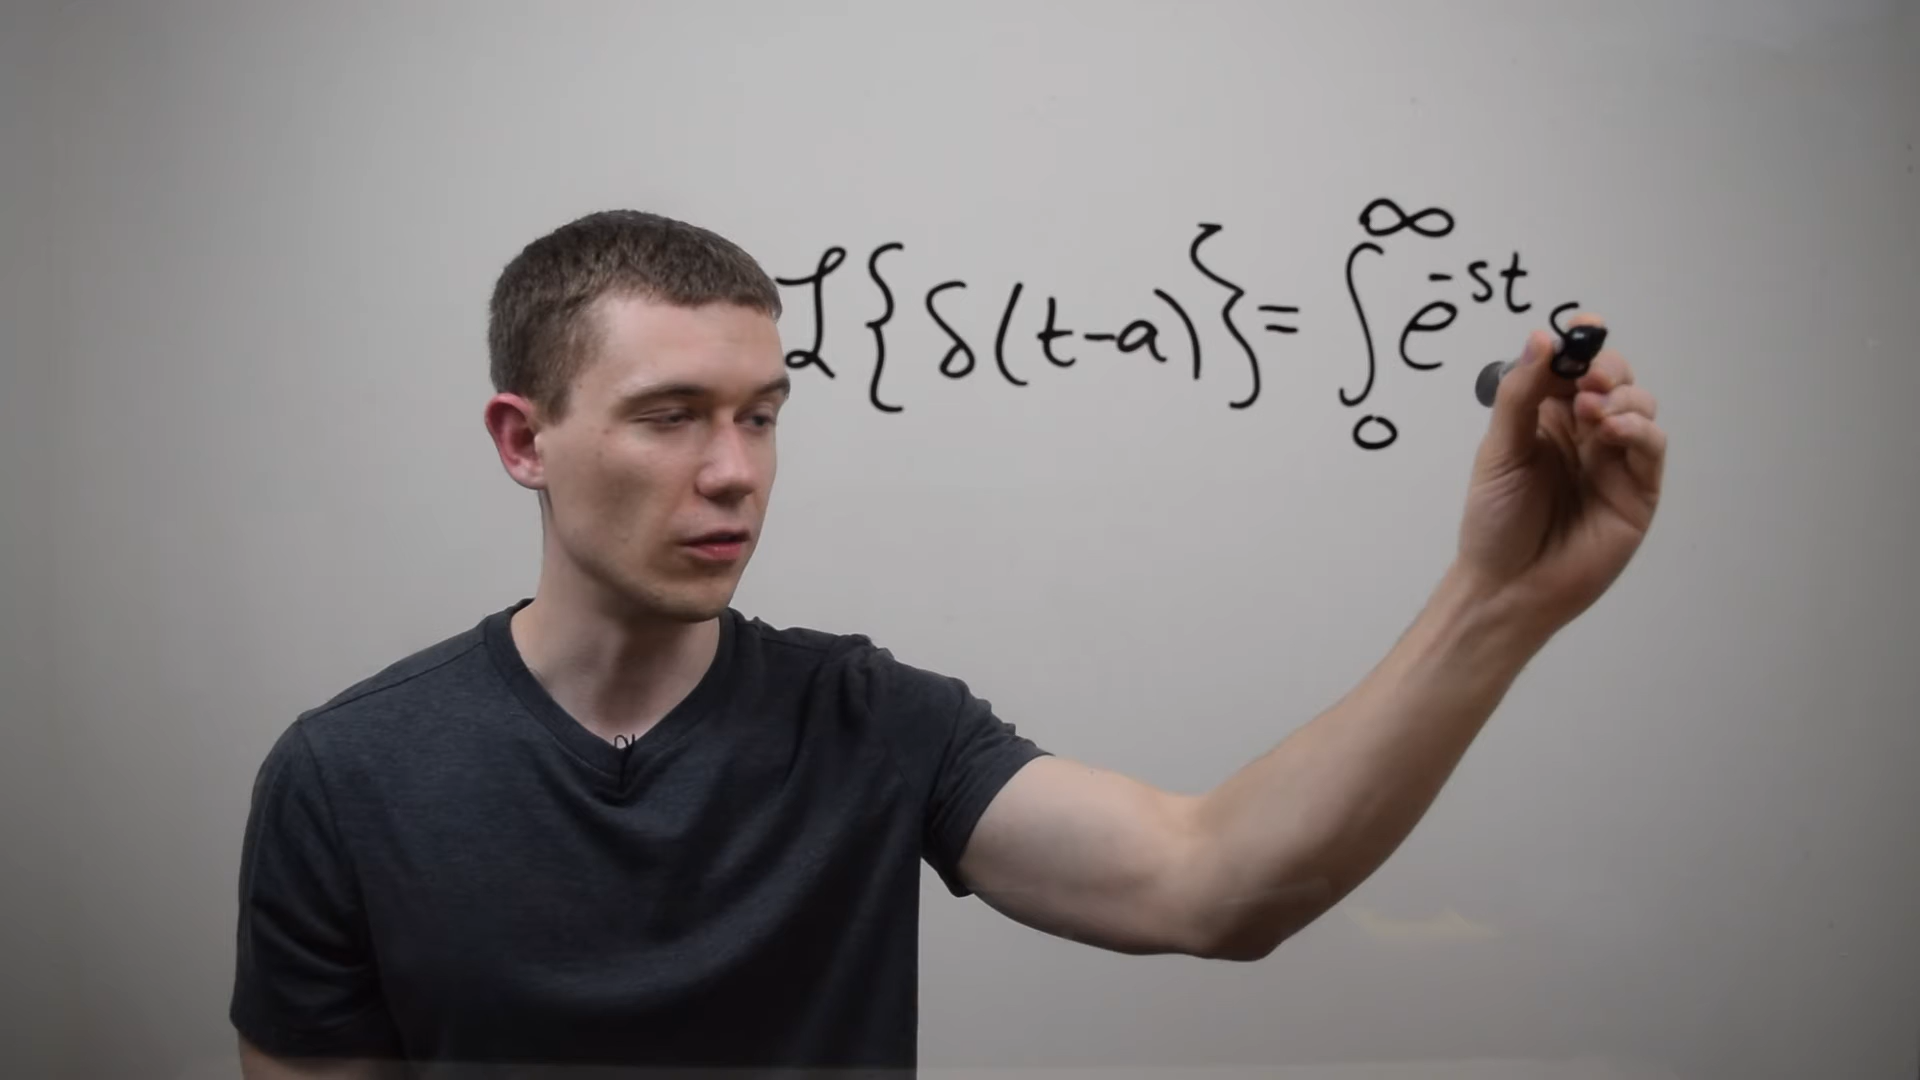 ℒ{δ(t-a)} = ∫₀^∞ e^-st